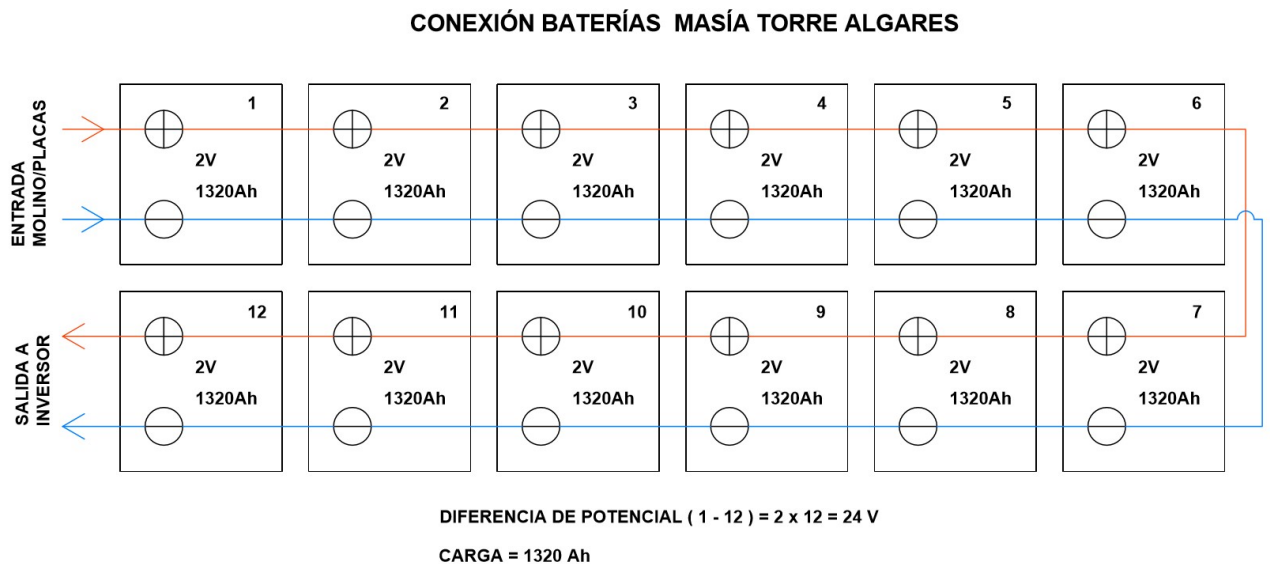 CONEXIÓN BATERÍAS  MASÍA TORRE ALGARES
ENTRADA
MOLINO/PLACAS
1
2V
1320Ah
2
2V
1320Ah
3
2V
1320Ah
4
2V
1320Ah
5
2V
1320Ah
6
2V
1320Ah
SALIDA A
INVERSOR
12
2V
1320Ah
11
2V
1320Ah
10
2V
1320Ah
9
2V
1320Ah
8
2V
1320Ah
7
2V
1320Ah
DIFERENCIA DE POTENCIAL ( 1 - 12 ) = 2 x 12 = 24 V
CARGA = 1320 Ah